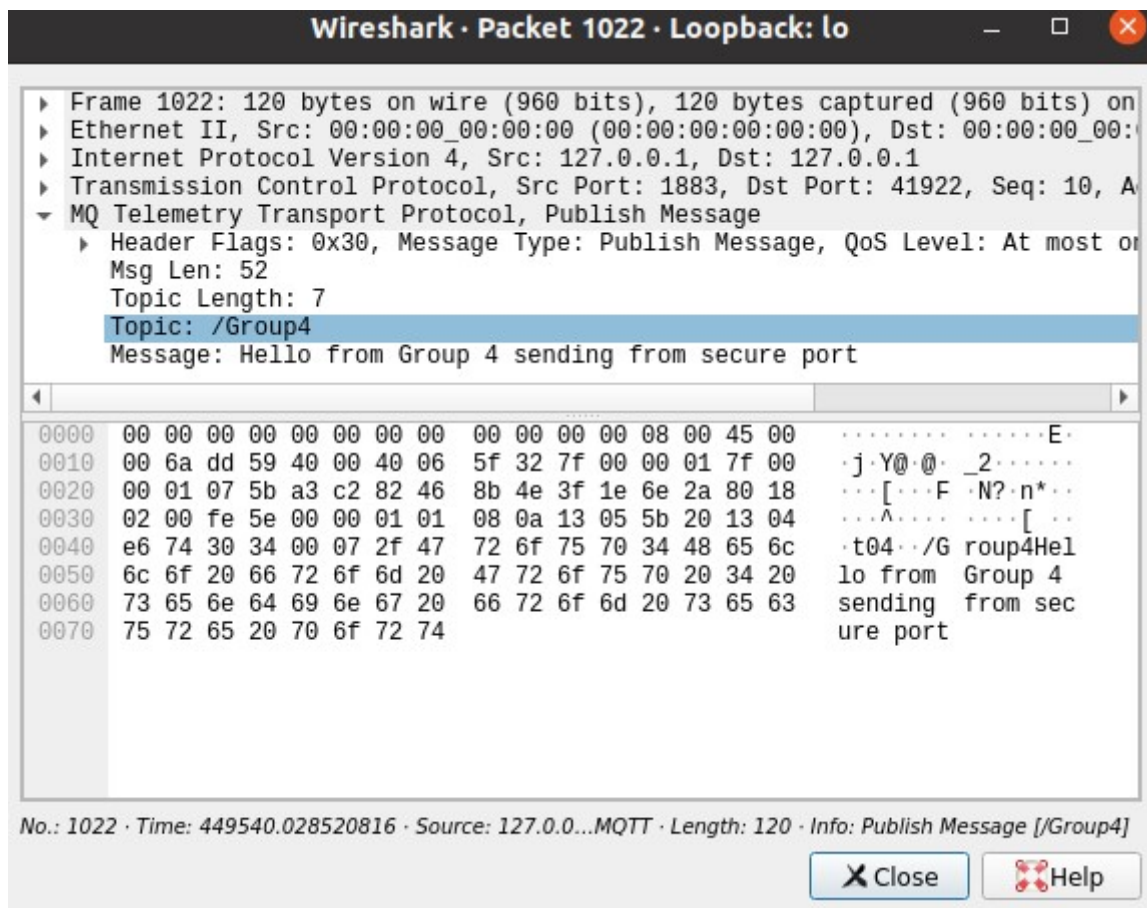 Wireshark · Packet 1022 · Loopback: lo
Frame 1022: 120 bytes on wire (960 bits), 120 bytes captured (960 bits) on
Ethernet II, Src: 00:00:00_00:00:00 (00:00:00:00:00:00), Dst: 00:00:00_00:
Internet Protocol Version 4, Src: 127.0.0.1, Dst: 127.0.0.1
Transmission Control Protocol, Src Port: 1883, Dst Port: 41922, Seq: 10, A
MQ Telemetry Transport Protocol, Publish Message
Header Flags: 0x30, Message Type: Publish Message, QoS Level: At most on
Msg Len: 52
Topic Length: 7
Topic: /Group4
Message: Hello from Group 4 sending from secure port
0000 00 00 00 00 00 00 00 00 00 00 00 00 08 00 45 00 ········ ······E·
0010 00 6a dd 59 40 00 40 06 5f 32 7f 00 00 01 7f 00 ·j·Y@·@· _2······
0020 00 01 07 5b a3 c2 82 46 8b 4e 3f 1e 6e 2a 80 18 ···[···F ·N?·n*··
0030 02 00 fe 5e 00 00 01 01 08 0a 13 05 5b 20 13 04 ···^···· ····[ ··
0040 e6 74 30 34 00 07 2f 47 72 6f 75 70 34 48 65 6c ·t04··/G roup4Hel
0050 6c 6f 20 66 72 6f 6d 20 47 72 6f 75 70 20 34 20 lo from Group 4
0060 73 65 6e 64 69 6e 67 20 66 72 6f 6d 20 73 65 63 sending from sec
0070 75 72 65 20 70 6f 72 74 ure port
No.: 1022 · Time: 449540.028520816 · Source: 127.0.0...MQTT · Length: 120 · Info: Publish Message [/Group4]
Close Help